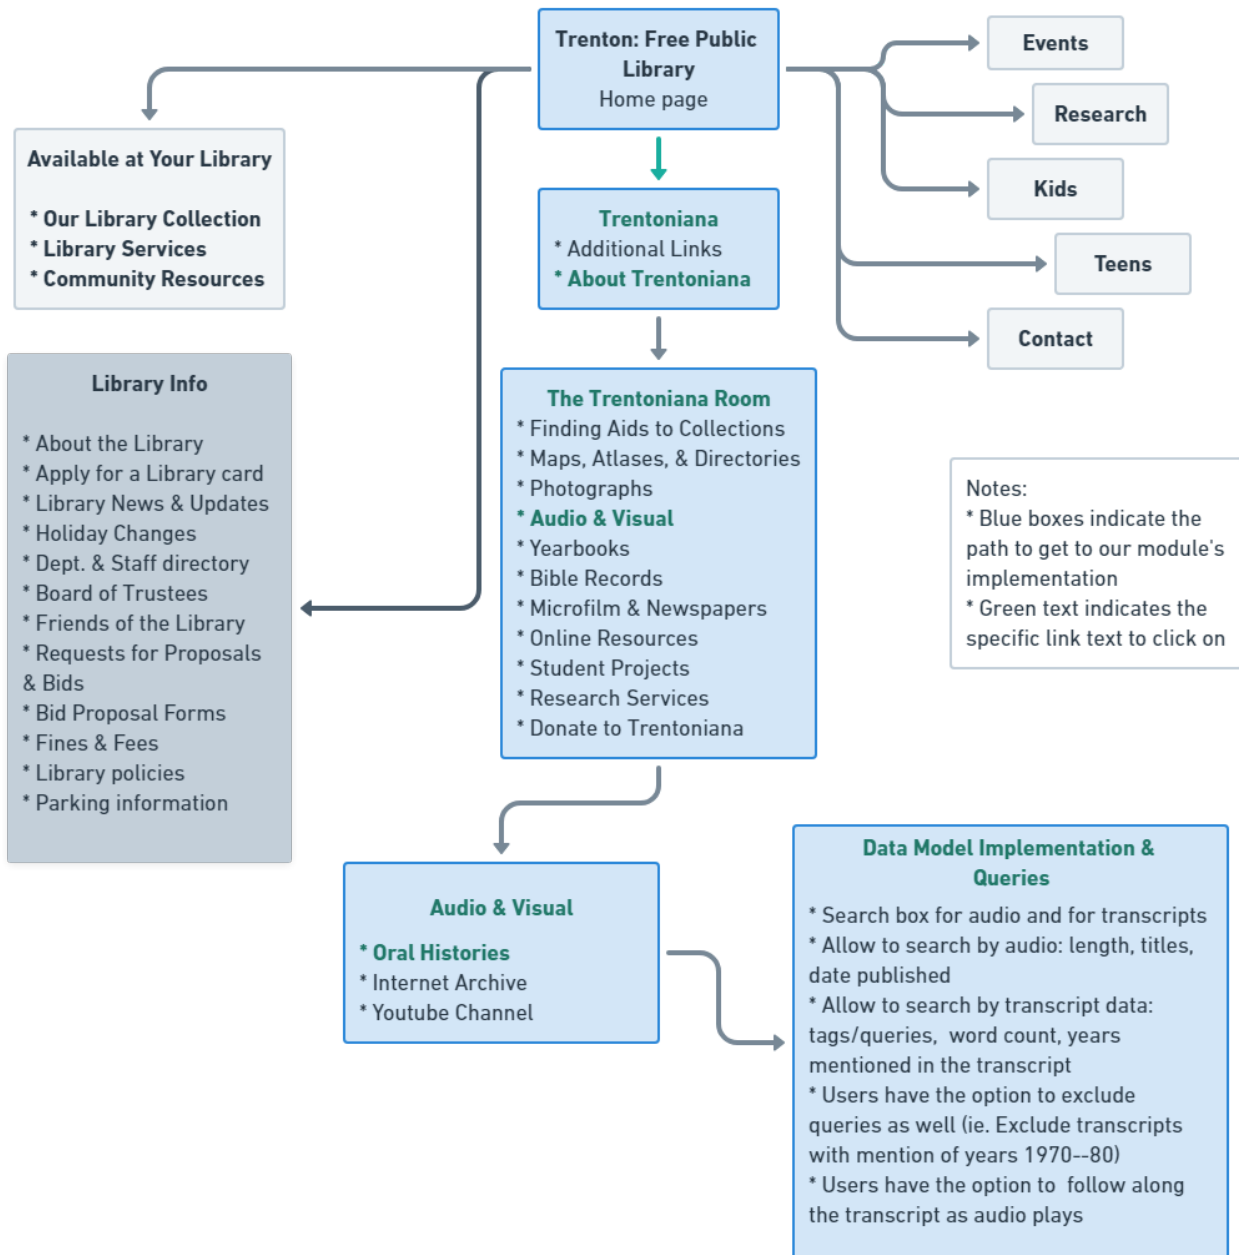 Trenton: Free Public
Library
Home page
Events
Research
Kids
Teens
Contact
Available at Your Library
* Our Library Collection
* Library Services
* Community Resources
Trentoniana
* Additional Links
* About Trentoniana
Library Info
* About the Library
* Apply for a Library card
* Library News & Updates
* Holiday Changes
* Dept. & Staff directory
* Board of Trustees
* Friends of the Library
* Requests for Proposals
& Bids
* Bid Proposal Forms
* Fines & Fees
* Library policies
* Parking information
The Trentoniana Room
* Finding Aids to Collections
* Maps, Atlases, & Directories
* Photographs
* Audio & Visual
* Yearbooks
* Bible Records
* Microfilm & Newspapers
* Online Resources
* Student Projects
* Research Services
* Donate to Trentoniana
Notes:
* Blue boxes indicate the
path to get to our module's
implementation
* Green text indicates the
specific link text to click on
Audio & Visual
* Oral Histories
* Internet Archive
* Youtube Channel
Data Model Implementation &
Queries
* Search box for audio and for transcripts
* Allow to search by audio: length, titles,
date published
* Allow to search by transcript data:
tags/queries,  word count, years
mentioned in the transcript
* Users have the option to exclude
queries as well (ie. Exclude transcripts
with mention of years 1970--80)
* Users have the option to  follow along
the transcript as audio plays